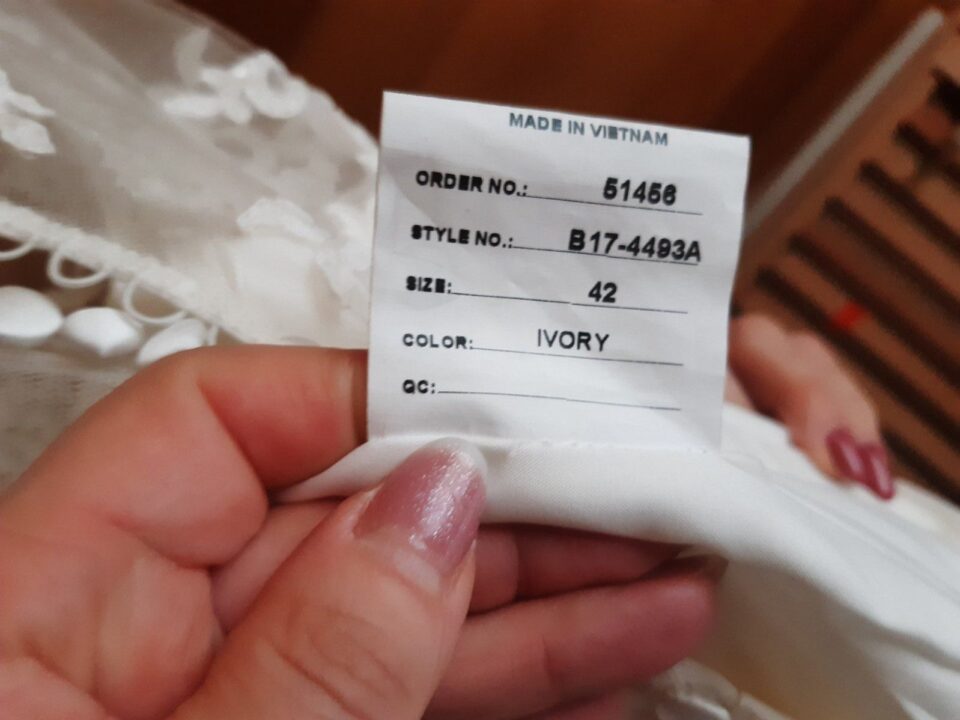 MADE IN VIETNAM
ORDER NO.: 51456
STYLE NO.: B17-4493A
SIZE: 42
COLOR: IVORY
QC: